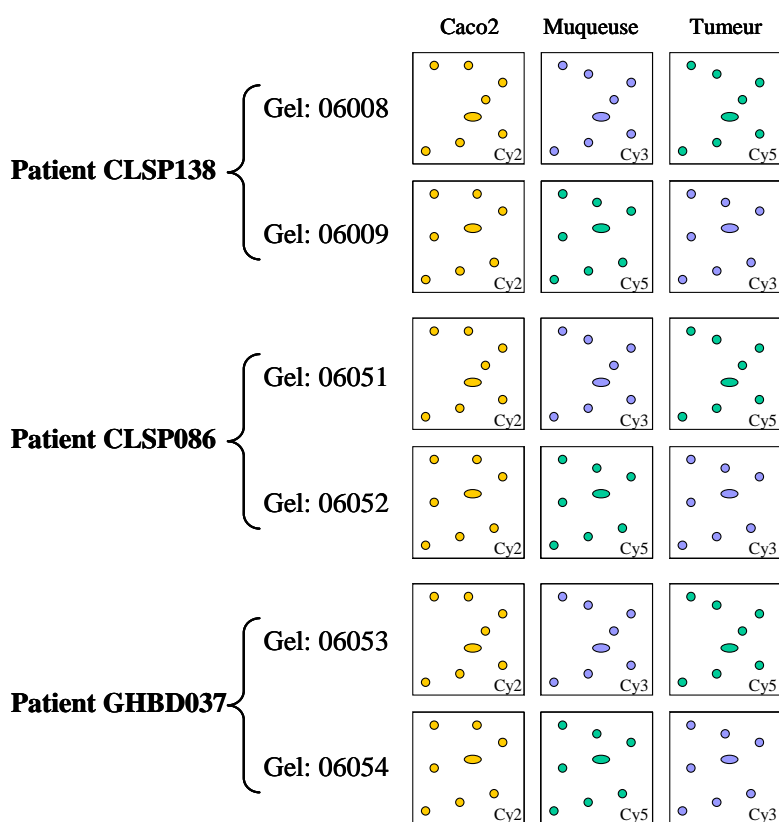 Caco2 Muqueuse Tumeur
Gel: 06008
Cy2 Cy3 Cy5
Patient CLSP138
Gel: 06009
Cy2 Cy5 Cy3
Gel: 06051
Cy2 Cy3 Cy5
Patient CLSP086
Gel: 06052
Cy2 Cy5 Cy3
Gel: 06053
Cy2 Cy3 Cy5
Patient GHBD037
Gel: 06054
Cy2 Cy5 Cy3